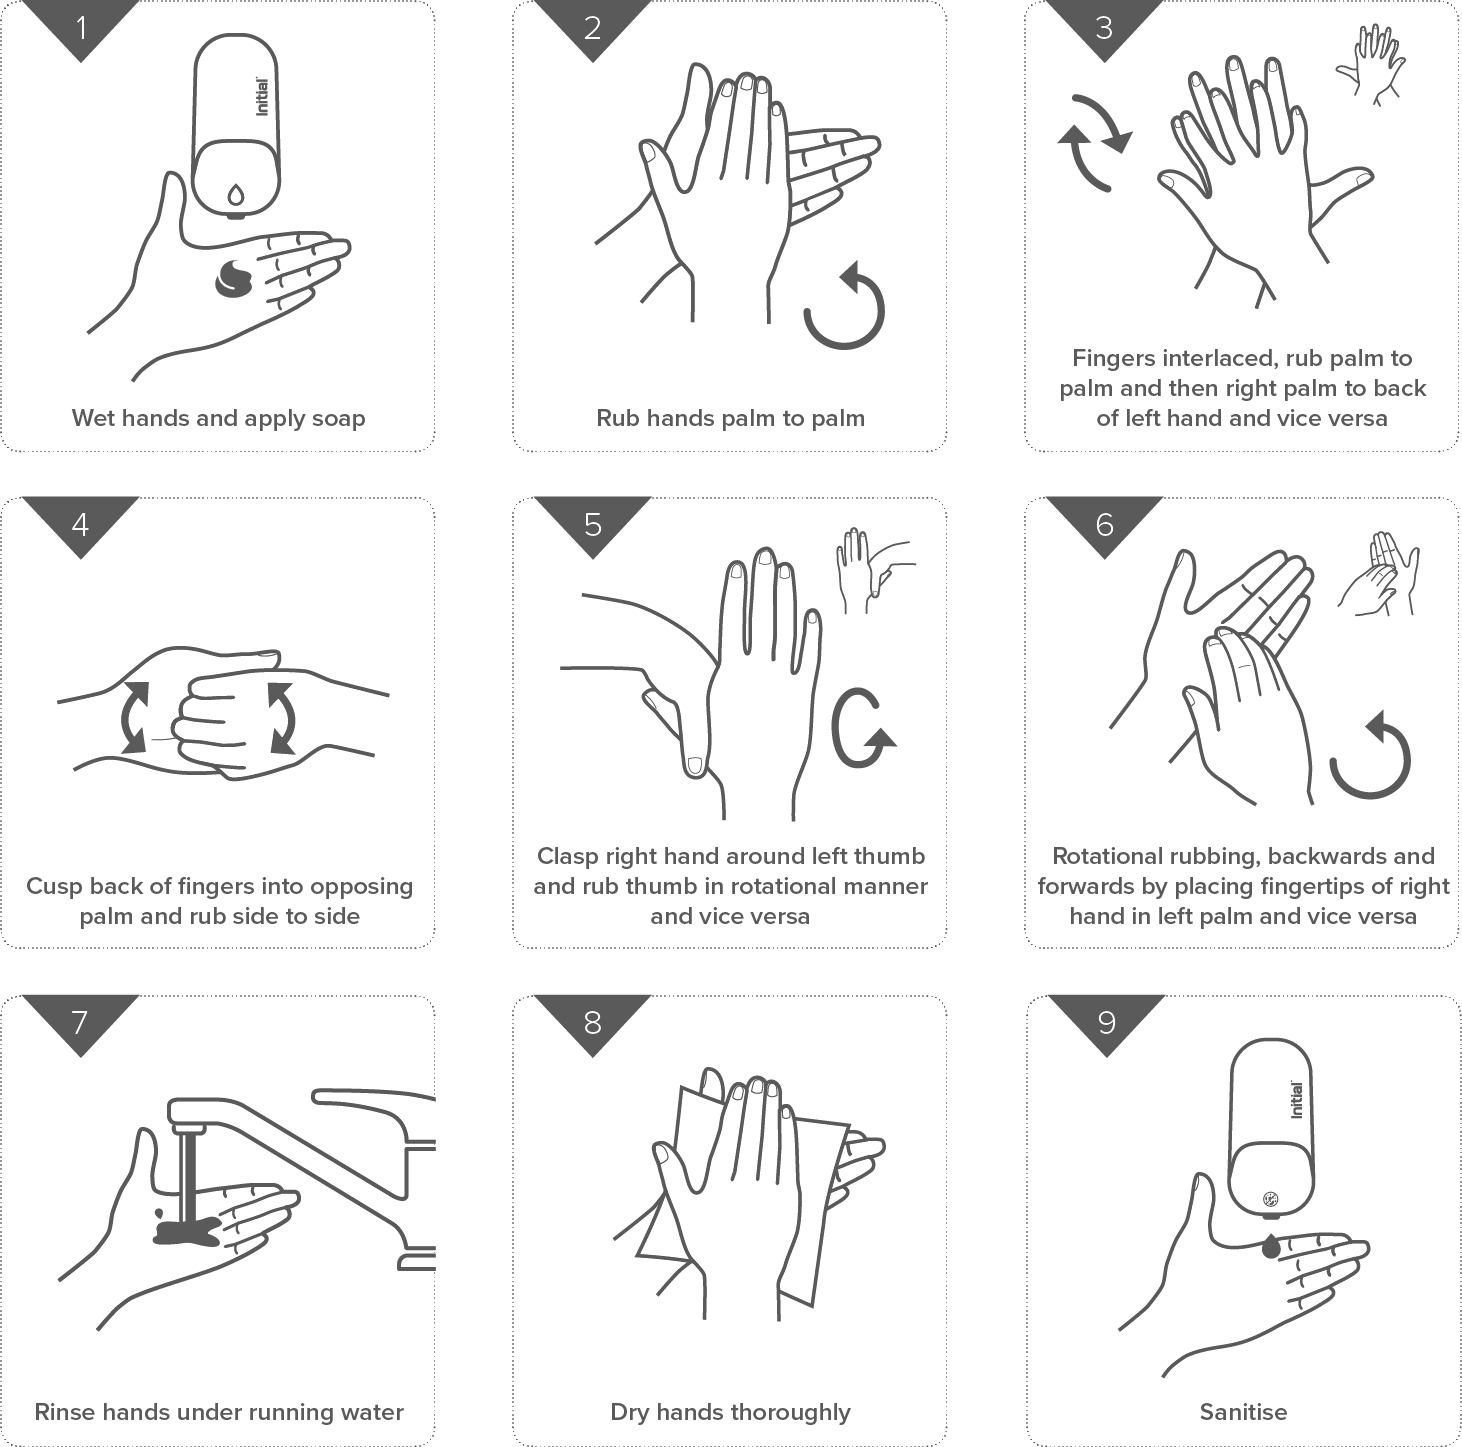 1
Initial
Wet hands and apply soap
2
Rub hands palm to palm
3
Fingers interlaced, rub palm to
palm and then right palm to back
of left hand and vice versa
4
Cusp back of fingers into opposing
palm and rub side to side
5
Clasp right hand around left thumb
and rub thumb in rotational manner
and vice versa
6
Rotational rubbing, backwards and
forwards by placing fingertips of right
hand in left palm and vice versa
7
Rinse hands under running water
8
Dry hands thoroughly
9
Initial
Sanitise